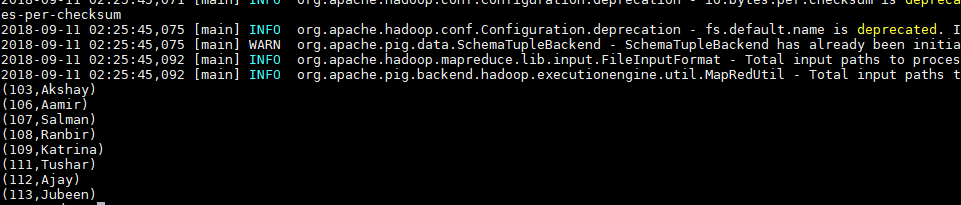 2018-09-11 02:25:45,071 [main] INFO org.apache.hadoop.conf.Configuration.deprecation - io.bytes.per.checksum is depreca
es-per-checksum
2018-09-11 02:25:45,075 [main] INFO org.apache.hadoop.conf.Configuration.deprecation - fs.default.name is deprecated. I
2018-09-11 02:25:45,075 [main] WARN org.apache.pig.data.SchemaTupleBackend - SchemaTupleBackend has already been initia
2018-09-11 02:25:45,092 [main] INFO org.apache.hadoop.mapreduce.lib.input.FileInputFormat - Total input paths to proces
2018-09-11 02:25:45,092 [main] INFO org.apache.pig.backend.hadoop.executionengine.util.MapRedUtil - Total input paths t
(103,Akshay)
(106,Aamir)
(107,Salman)
(108,Ranbir)
(109,Katrina)
(111,Tushar)
(112,Ajay)
(113,Jubeen)